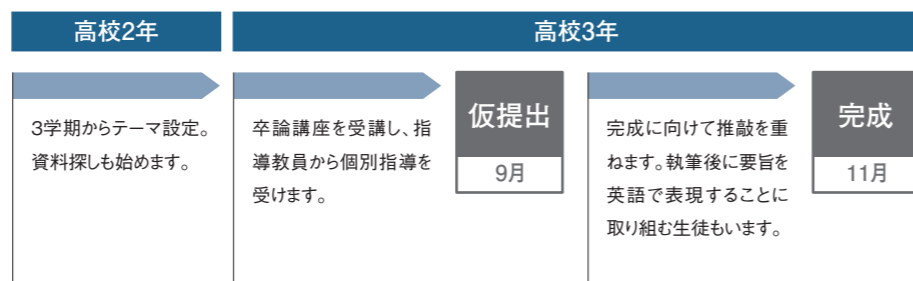 高校2年
高校3年
3学期からテーマ設定。
資料探しも始めます。
卒論講座を受講し、指
導教員から個別指導を
受けます。
仮提出
9月
完成に向けて推敲を重
ねます。執筆後に要旨を
英語で表現することに
取り組む生徒もいます。
完成
11月